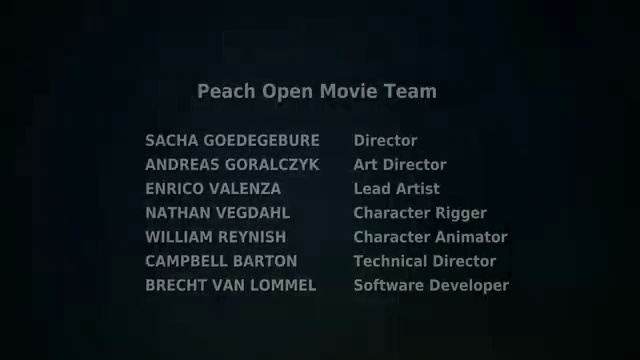 Peach Open Movie Team
SACHA GOEDEGEBURE Director
ANDREAS GORALCZYK Art Director
ENRICO VALENZA Lead Artist
NATHAN VEGDAHL Character Rigger
WILLIAM REYNISH Character Animator
CAMPBELL BARTON Technical Director
BRECHT VAN LOMMEL Software Developer